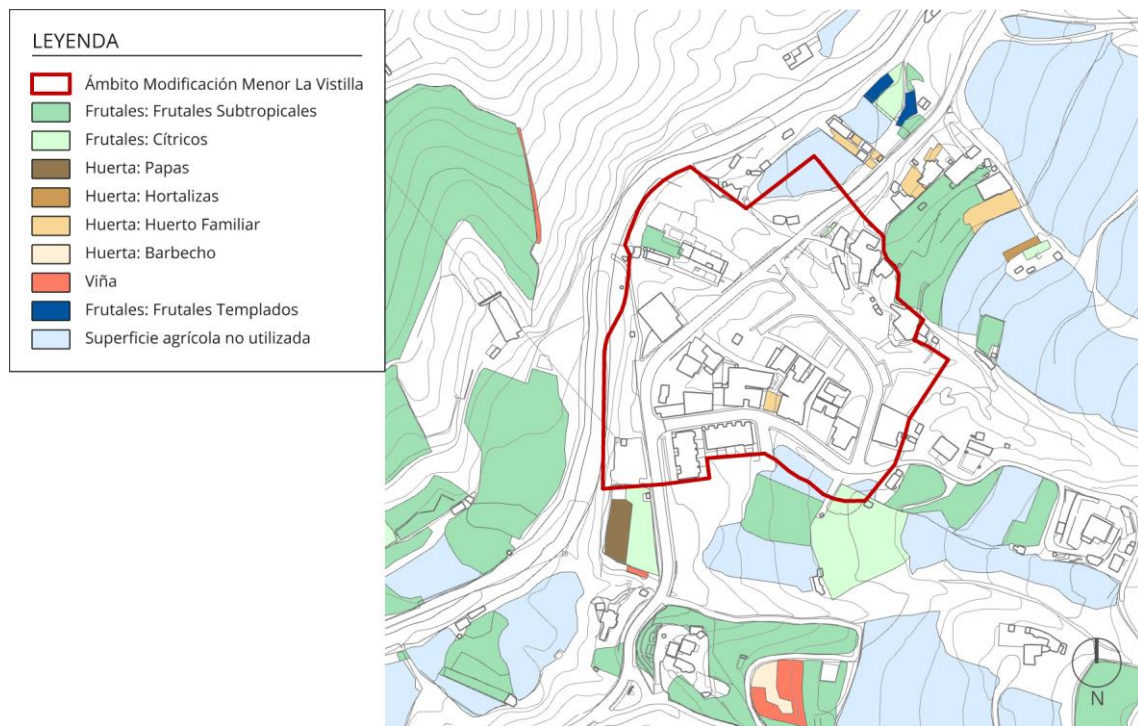 LEYENDA
Ámbito Modificación Menor La Vistilla
Frutales: Frutales Subtropicales
Frutales: Cítricos
Huerta: Papas
Huerta: Hortalizas
Huerta: Huerto Familiar
Huerta: Barbecho
Viña
Frutales: Frutales Templados
Superficie agrícola no utilizada
N